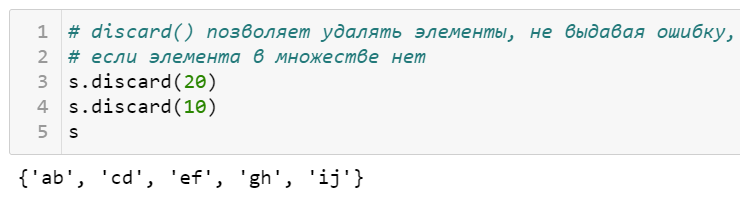 1 # discard() позволяет удалять элементы, не выдавая ошибку,
2 # если элемента в множестве нет
3 s.discard(20)
4 s.discard(10)
5 s
{'ab', 'cd', 'ef', 'gh', 'ij'}